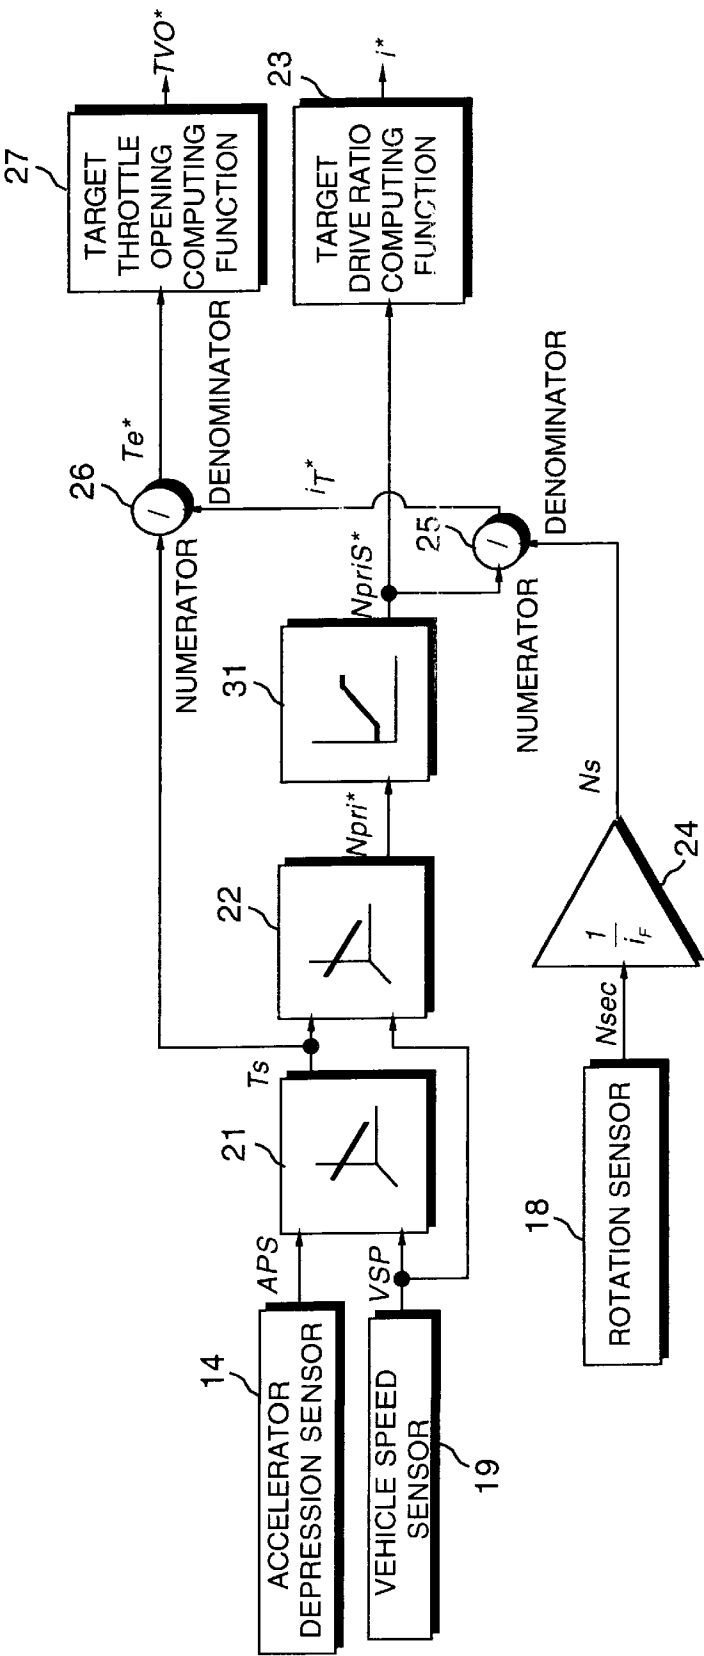 14
ACCELERATOR
DEPRESSION SENSOR
APS
VEHICLE SPEED
SENSOR
19
VSP
21
Ts
22
Npri*
31
NpriS*
18
ROTATION SENSOR
Nsec
1
iF
24
Ns
NUMERATOR
25
/
DENOMINATOR
iT*
NUMERATOR
26
/
DENOMINATOR
Te*
27
TARGET
THROTTLE
OPENING
COMPUTING
FUNCTION
TVO*
23
TARGET
DRIVE RATIO
COMPUTING
FUNCTION
i*